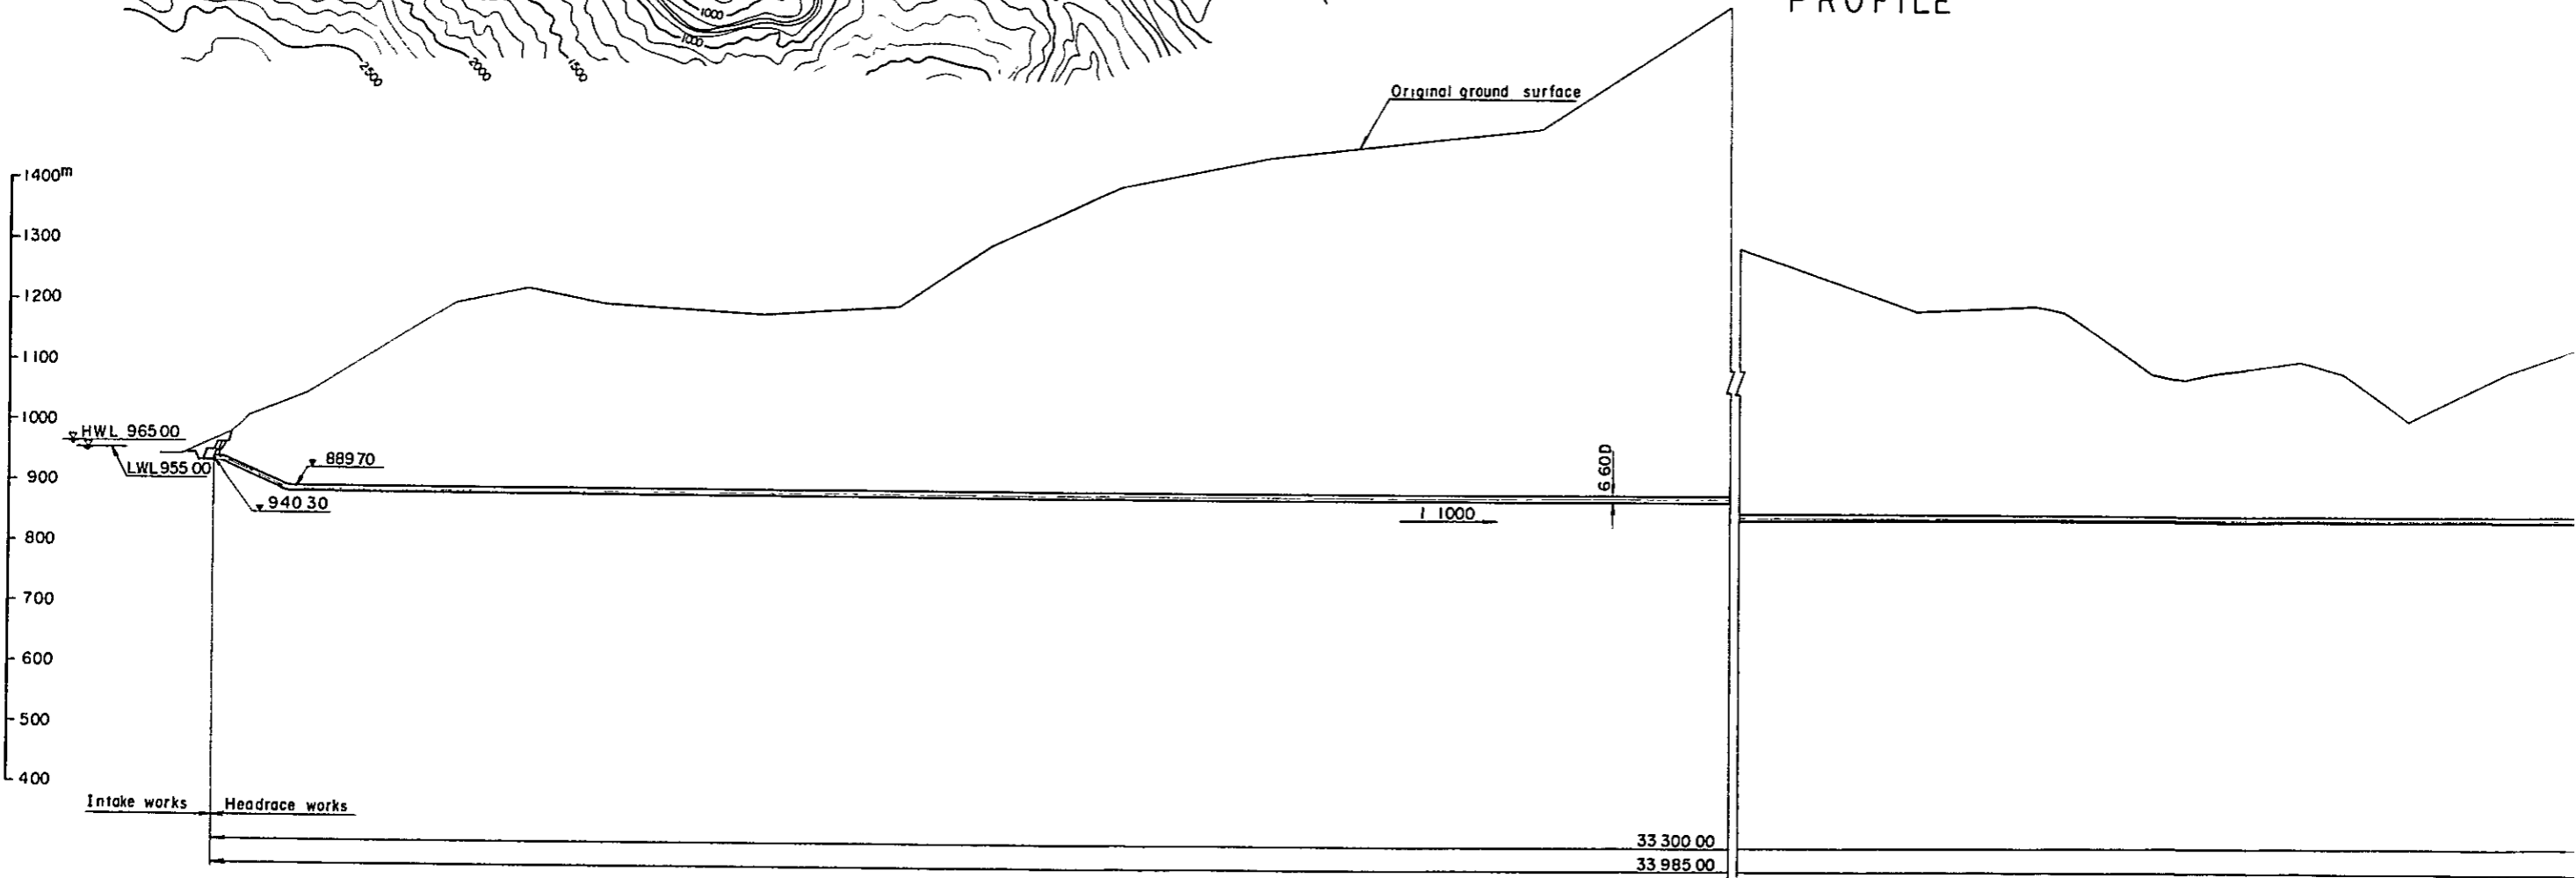 PROFILE
1000
1000
2500
2000
1500
Original ground surface
1400m
1300
1200
1100
1000
900
800
700
600
500
400
HWL 965 00
LWL 955 00
889 70
940 30
6 60D
1 1000
Intake works
Headrace works
33 300 00
33 985 00